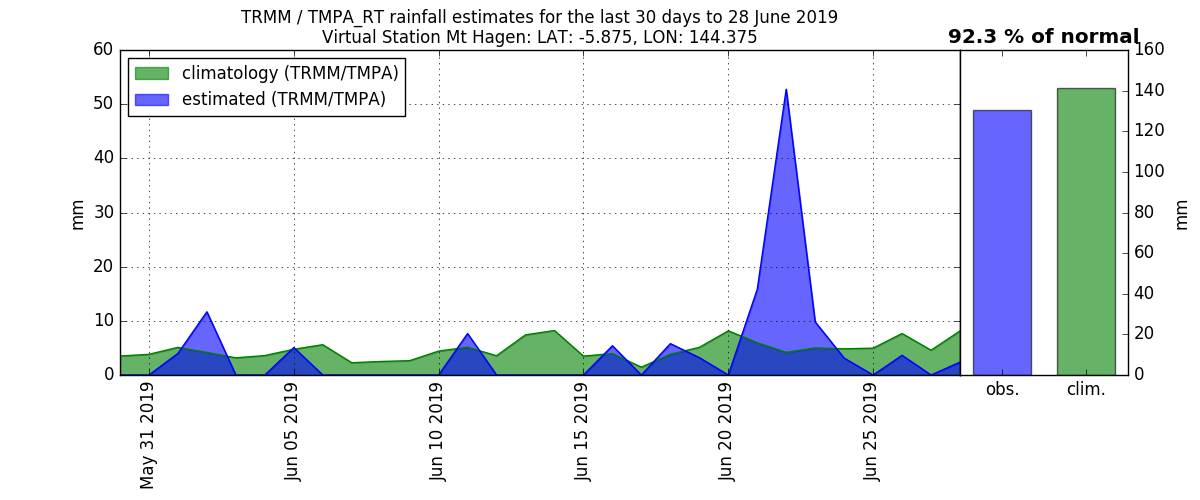 TRMM / TMPA_RT rainfall estimates for the last 30 days to 28 June 2019
Virtual Station Mt Hagen: LAT: -5.875, LON: 144.375
92.3 % of normal
climatology (TRMM/TMPA)
estimated (TRMM/TMPA)
60
50
40
30
20
10
0
mm
May 31 2019
Jun 05 2019
Jun 10 2019
Jun 15 2019
Jun 20 2019
Jun 25 2019
obs.
clim.
160
140
120
100
80
60
40
20
0
mm